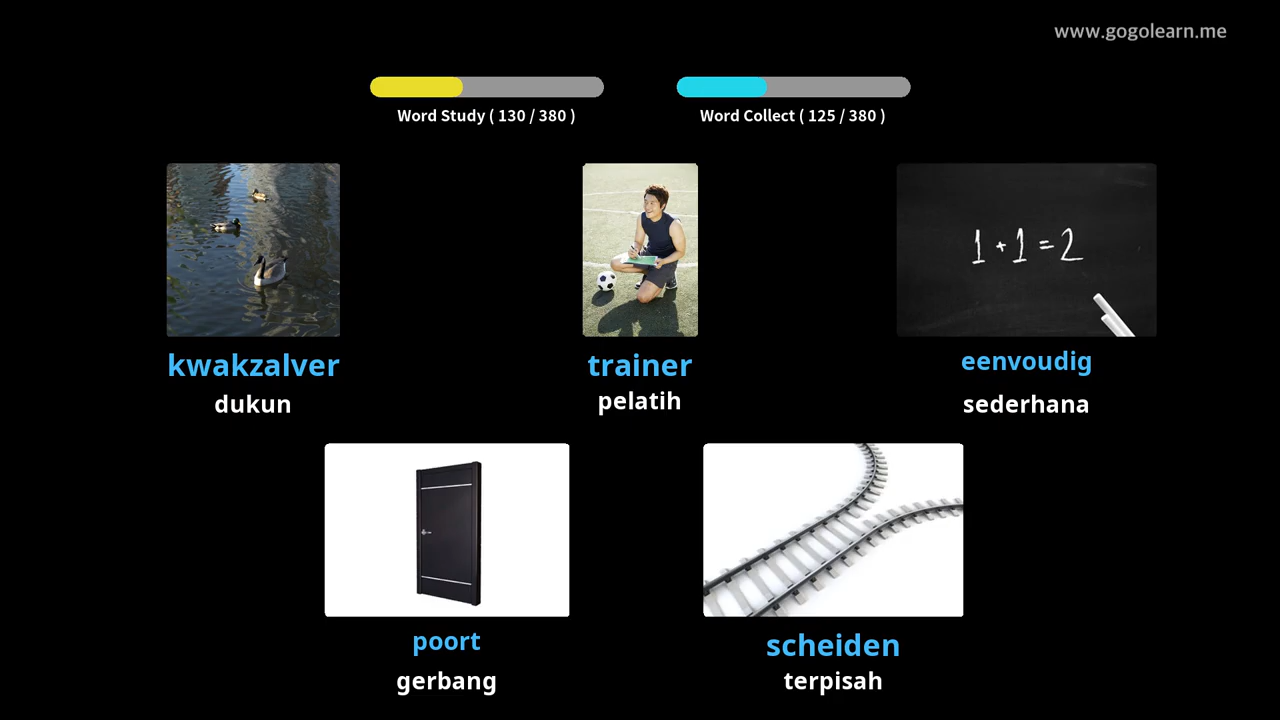 www.gogolearn.me
Word Study ( 130 / 380 )
Word Collect ( 125 / 380 )
1 + 1 = 2
kwakzalver
dukun
trainer
pelatih
eenvoudig
sederhana
poort
gerbang
scheiden
terpisah